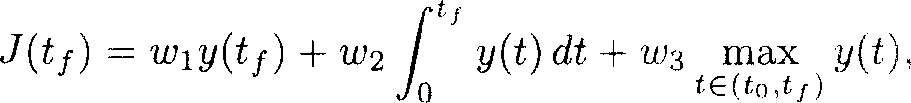 J(t_f) = w_1 y(t_f) + w_2 \int_0^{t_f} y(t) dt + w_3 \max_{t \in (t_0, t_f)} y(t),